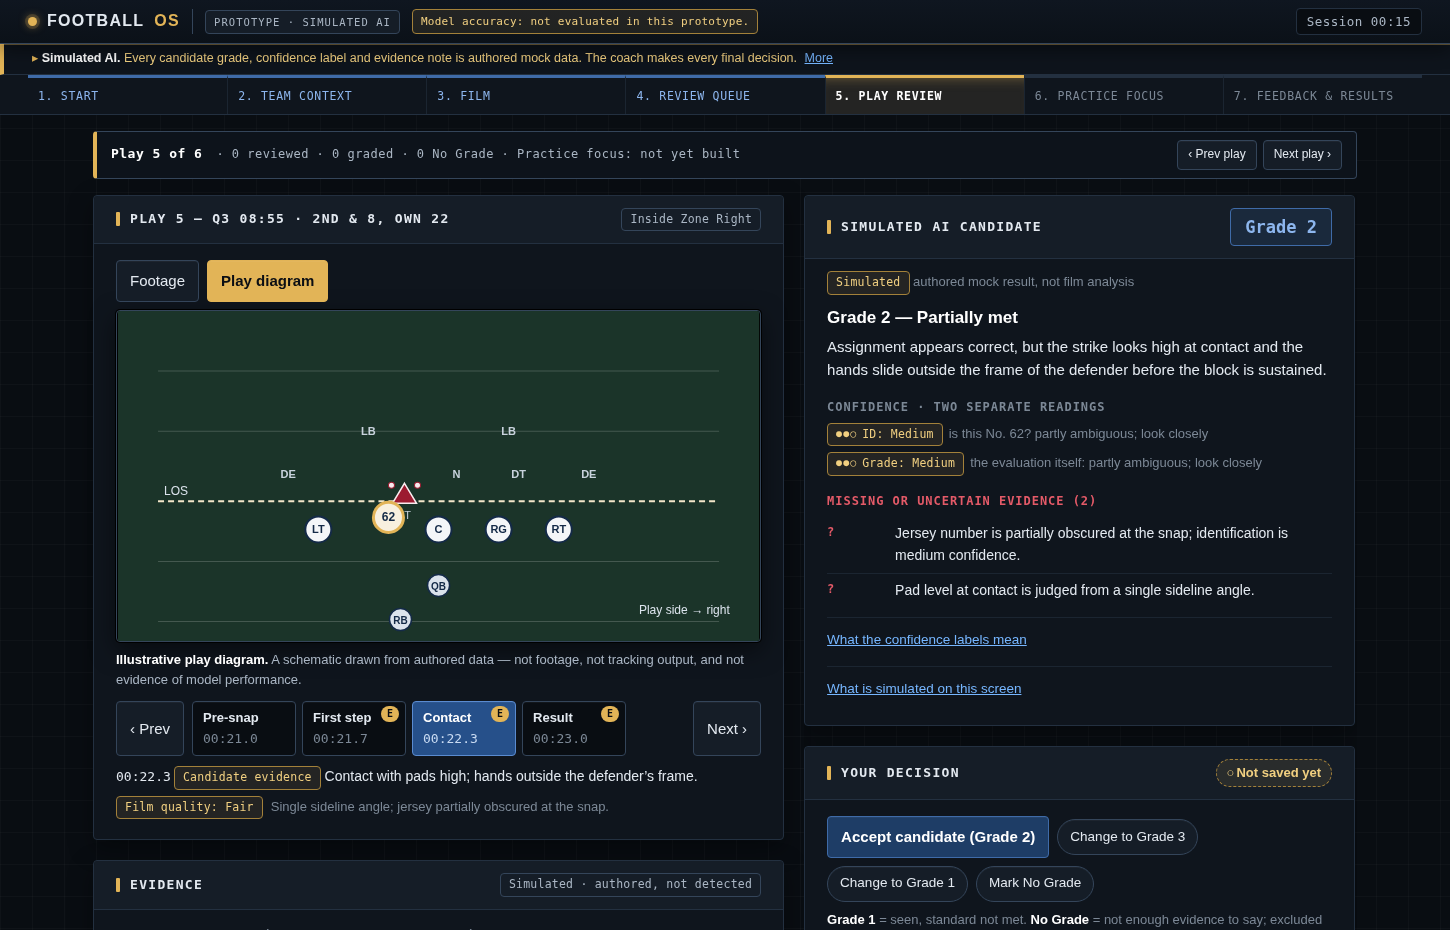 FOOTBALL OS
PROTOTYPE · SIMULATED AI
Model accuracy: not evaluated in this prototype.
Session 00:15
▸ Simulated AI. Every candidate grade, confidence label and evidence note is authored mock data. The coach makes every final decision. More
1. START
2. TEAM CONTEXT
3. FILM
4. REVIEW QUEUE
5. PLAY REVIEW
6. PRACTICE FOCUS
7. FEEDBACK & RESULTS
Play 5 of 6 · 0 reviewed · 0 graded · 0 No Grade · Practice focus: not yet built
‹ Prev play
Next play ›
PLAY 5 — Q3 08:55 · 2ND & 8, OWN 22
Inside Zone Right
Footage
Play diagram
LB LB
DE N DT DE
LOS
62 T
LT C RG RT
QB
Play side → right
RB
Illustrative play diagram. A schematic drawn from authored data — not footage, not tracking output, and not
evidence of model performance.
‹ Prev
Pre-snap
00:21.0
First step E
00:21.7
Contact E
00:22.3
Result E
00:23.0
Next ›
00:22.3 Candidate evidence Contact with pads high; hands outside the defender’s frame.
Film quality: Fair Single sideline angle; jersey partially obscured at the snap.
EVIDENCE
Simulated · authored, not detected
SIMULATED AI CANDIDATE
Grade 2
Simulated authored mock result, not film analysis
Grade 2 — Partially met
Assignment appears correct, but the strike looks high at contact and the
hands slide outside the frame of the defender before the block is sustained.
CONFIDENCE · TWO SEPARATE READINGS
●●○ ID: Medium is this No. 62? partly ambiguous; look closely
●●○ Grade: Medium the evaluation itself: partly ambiguous; look closely
MISSING OR UNCERTAIN EVIDENCE (2)
? Jersey number is partially obscured at the snap; identification is
medium confidence.
? Pad level at contact is judged from a single sideline angle.
What the confidence labels mean
What is simulated on this screen
YOUR DECISION
○ Not saved yet
Accept candidate (Grade 2)
Change to Grade 3
Change to Grade 1
Mark No Grade
Grade 1 = seen, standard not met. No Grade = not enough evidence to say; excluded